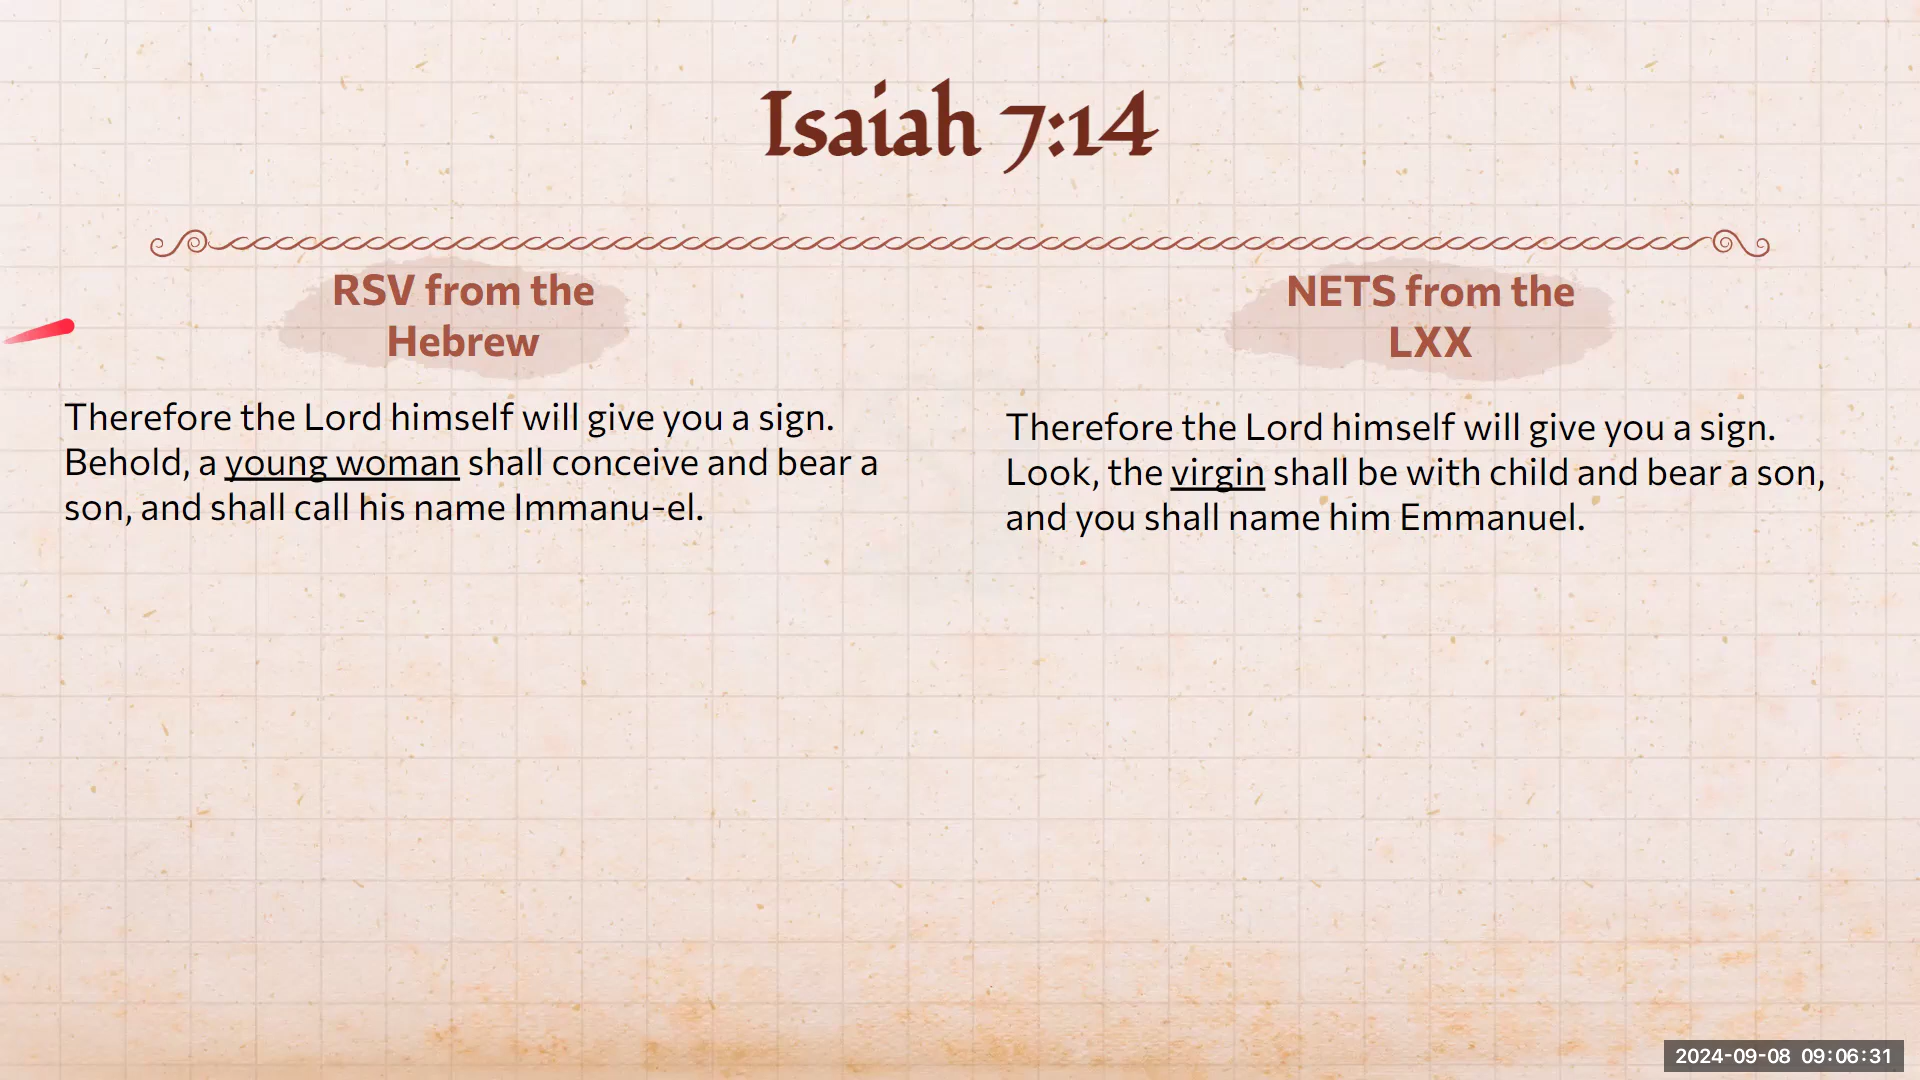 Isaiah 7:14
RSV from the
Hebrew
Therefore the Lord himself will give you a sign.
Behold, a young woman shall conceive and bear a
son, and shall call his name Immanu-el.
NETS from the
LXX
Therefore the Lord himself will give you a sign.
Look, the virgin shall be with child and bear a son,
and you shall name him Emmanuel.
2024-09-08 09:06:31